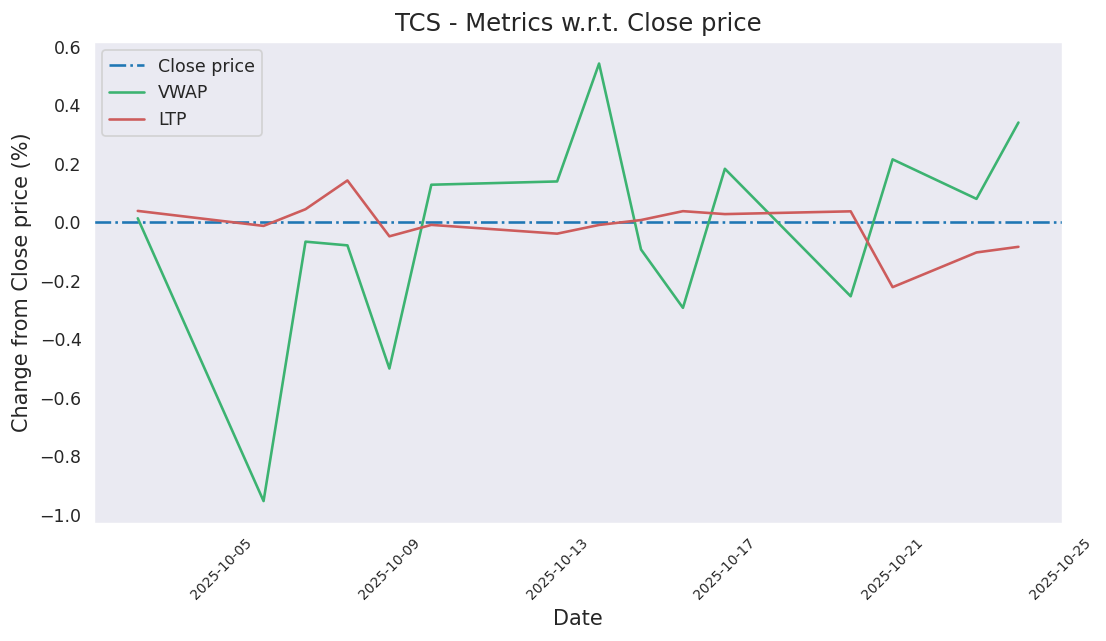 TCS - Metrics w.r.t. Close price
Close price
VWAP
LTP
Change from Close price (%)
0.6
0.4
0.2
0.0
−0.2
−0.4
−0.6
−0.8
−1.0
2025-10-05
2025-10-09
2025-10-13
2025-10-17
2025-10-21
2025-10-25
Date